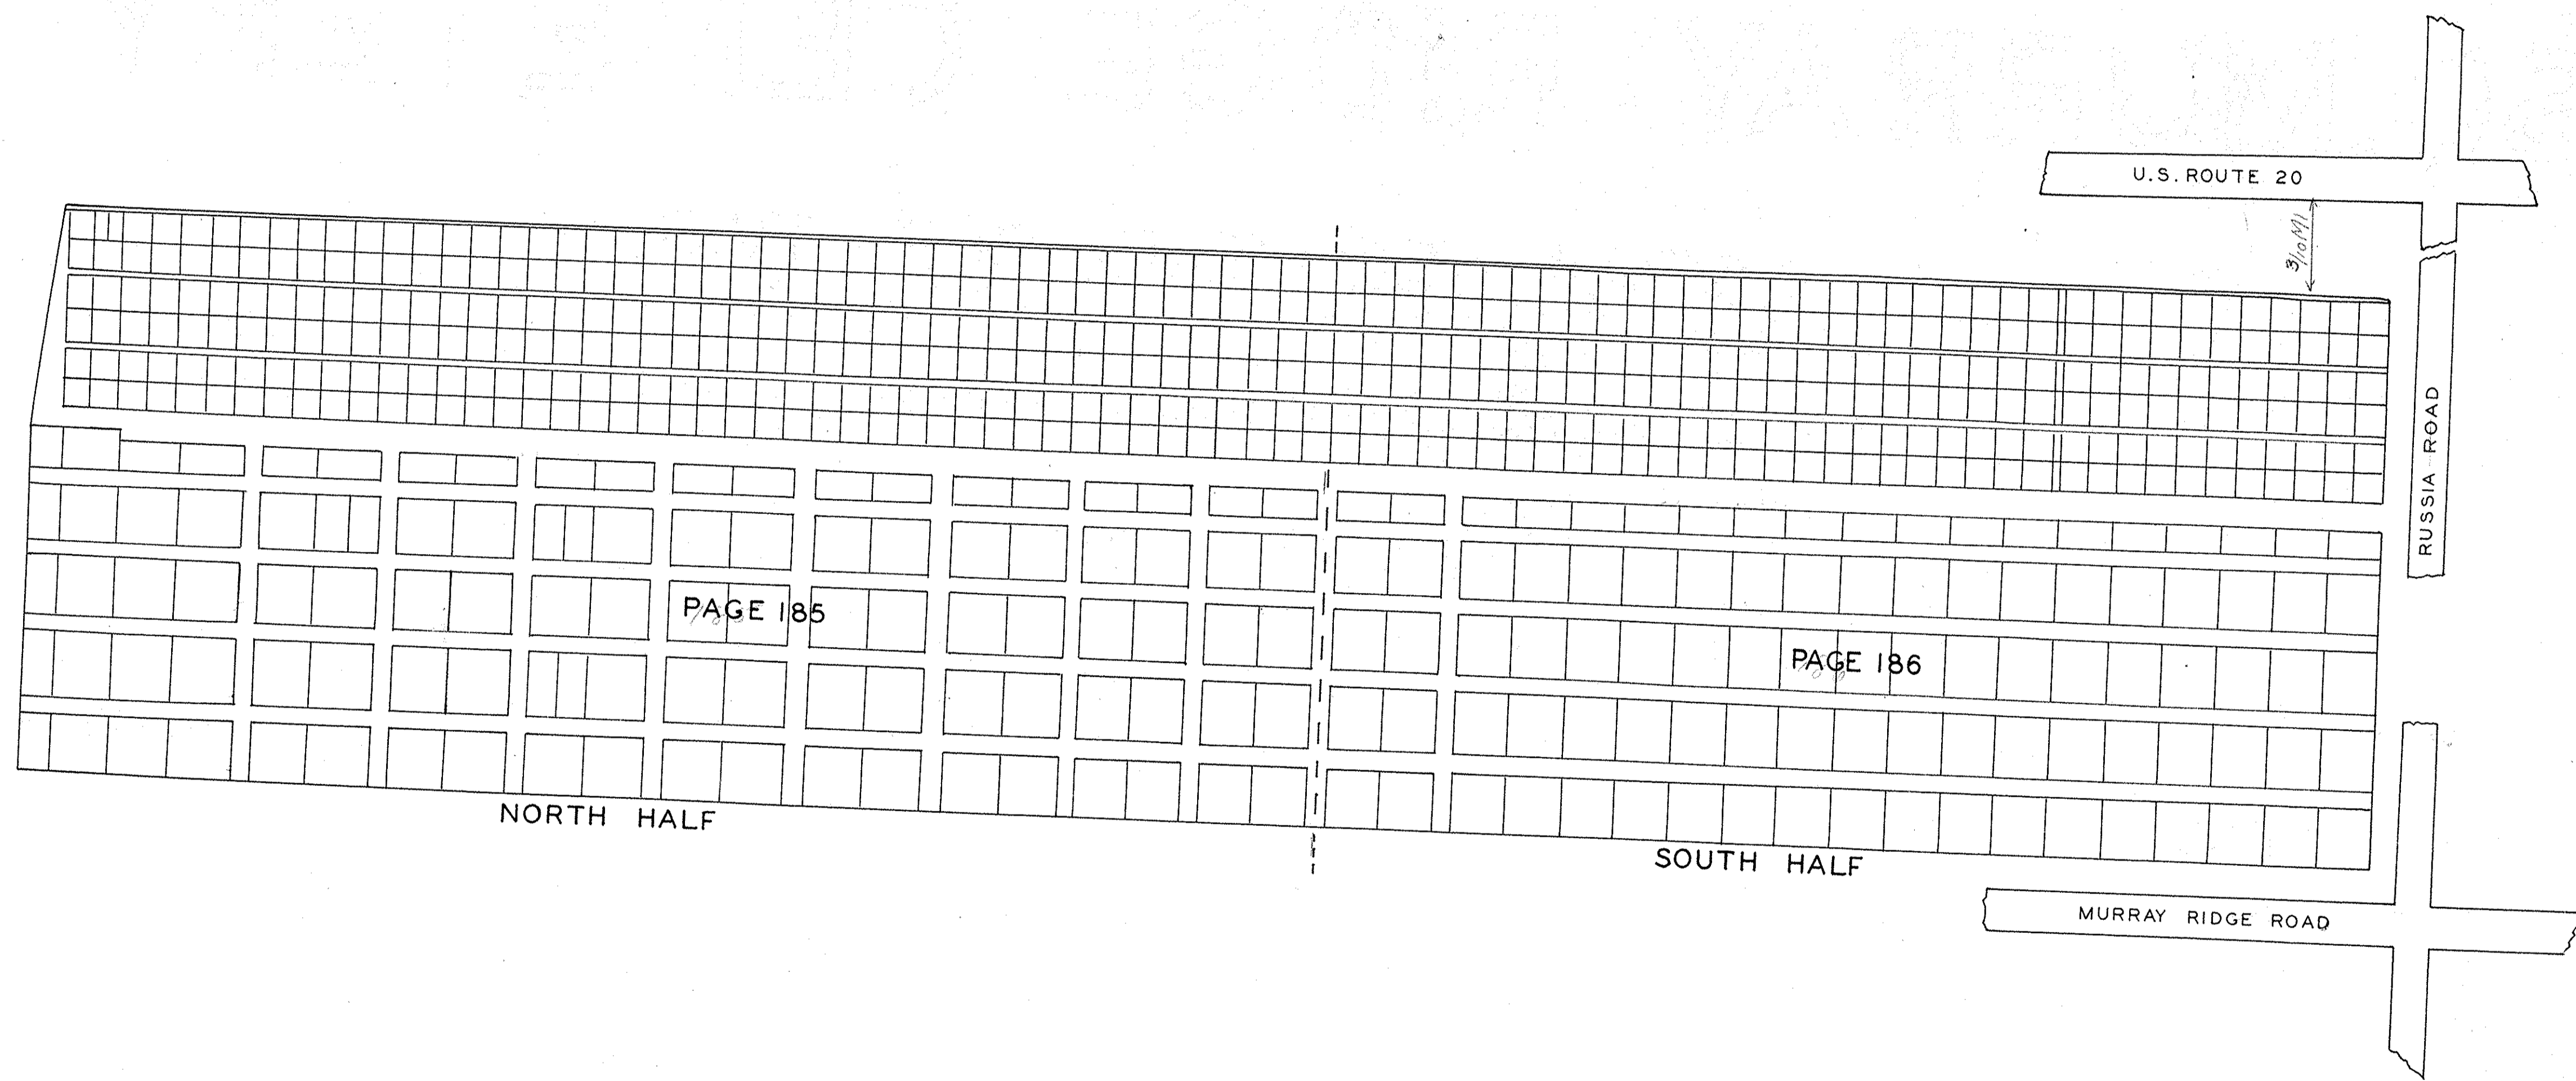 U.S. ROUTE 20
3/10 MI
RUSSIA ROAD
PAGE 185
PAGE 186
NORTH HALF
SOUTH HALF
MURRAY RIDGE ROAD